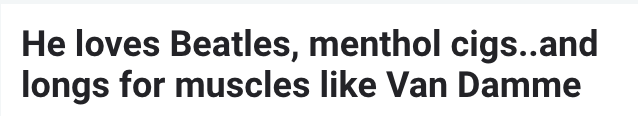 He loves Beatles, menthol cigs..and
longs for muscles like Van Damme